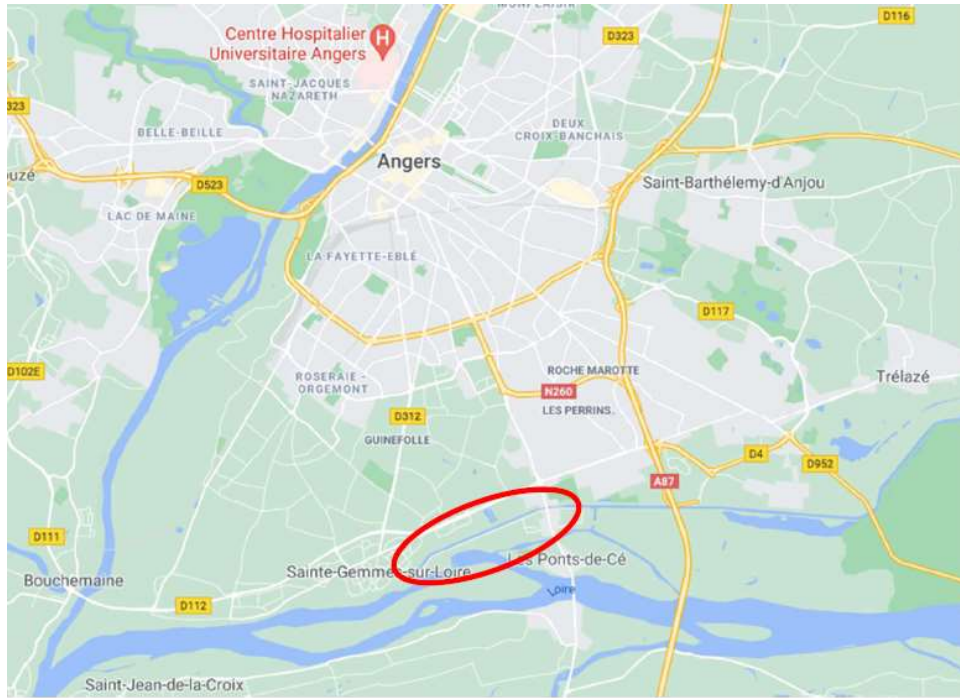 MONPLAISIR
D116
Centre Hospitalier
Universitaire Angers
H
D323
SAINT-JACQUES
NAZARETH
323
BELLE-BEILLE
DEUX
CROIX-BANCHAIS
Angers
ouzé
D523
Saint-Barthélemy-d'Anjou
LAC DE MAINE
LA FAYETTE-EBLÉ
D117
D102E
ROSERAIE -
ORGEMONT
ROCHE MAROTTE
Trélazé
N260
D312
LES PERRINS
GUINEFOLLE
D4
D952
A87
D111
Bouchemaine
Sainte-Gemmes-sur-Loire
Les Ponts-de-Cé
Loire
D112
Saint-Jean-de-la-Croix